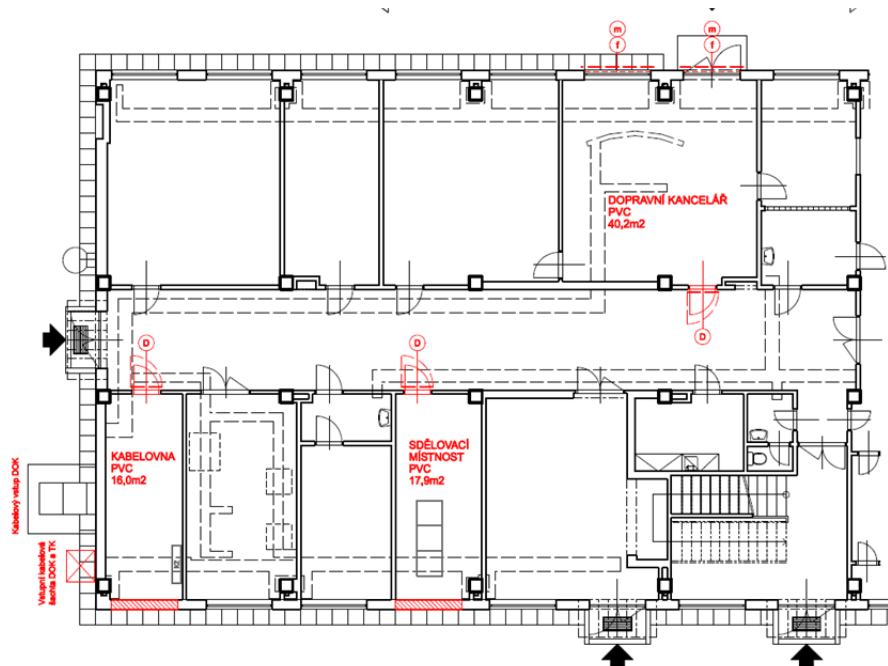 m
f
m
f
DOPRAVNÍ KANCELÁŘ
PVC
40,2m2
D
D
D
KABELOVNA
PVC
16,0m2
SDĚLOVACÍ
MÍSTNOST
PVC
17,9m2
Kabelový vstup DOK
Vstupní kabelová
šachta DOK a TK
KZ